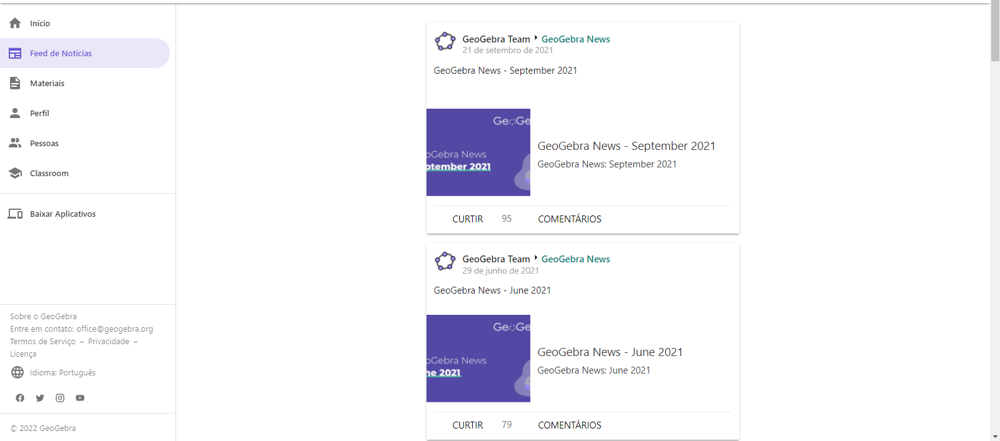 Início
Feed de Notícias
Materiais
Perfil
Pessoas
Classroom
Baixar Aplicativos
Sobre o GeoGebra
Entre em contato: office@geogebra.org
Termos de Serviço – Privacidade –
Licença
Idioma: Português
© 2022 GeoGebra
GeoGebra Team GeoGebra News
21 de setembro de 2021
GeoGebra News - September 2021
GeoGe
oGebra News
ptember 2021
GeoGebra News - September 2021
GeoGebra News: September 2021
CURTIR 95 COMENTÁRIOS
GeoGebra Team GeoGebra News
29 de junho de 2021
GeoGebra News - June 2021
GeoGe
oGebra News
ne 2021
GeoGebra News - June 2021
GeoGebra News: June 2021
CURTIR 79 COMENTÁRIOS